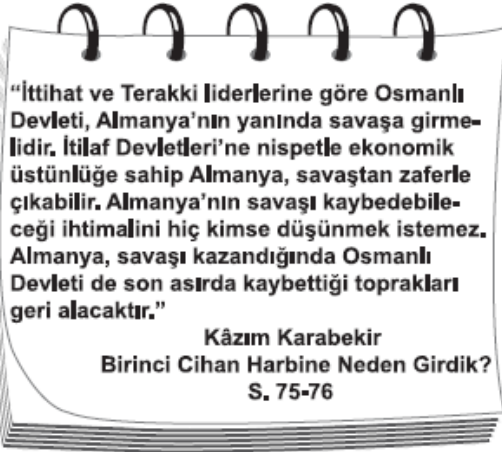 “İttihat ve Terakki liderlerine göre Osmanlı
Devleti, Almanya’nın yanında savaşa girme-
lidir. İtilaf Devletleri’ne nispetle ekonomik
üstünlüğe sahip Almanya, savaştan zaferle
çıkabilir. Almanya’nın savaşı kaybedebile-
ceği ihtimalini hiç kimse düşünmek istemez.
Almanya, savaşı kazandığında Osmanlı
Devleti de son asırda kaybettiği toprakları
geri alacaktır.”
Kâzım Karabekir
Birinci Cihan Harbine Neden Girdik?
S. 75-76